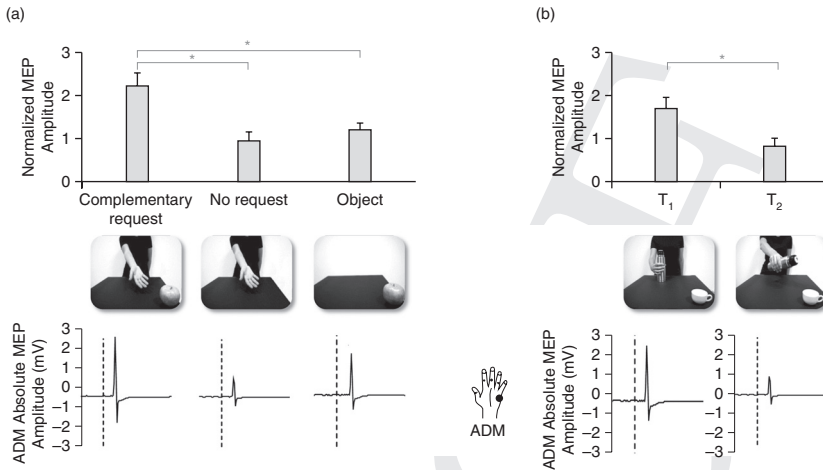 (a)
3
2
1
0
Normalized MEP
Amplitude
*
*
Complementary
request
No request
Object
3
2
1
0
–1
–2
–3
ADM Absolute MEP
Amplitude (mV)
ADM
(b)
3
2
1
0
Normalized MEP
Amplitude
*
T1
T2
3
2
1
0
–1
–2
–3
ADM Absolute MEP
Amplitude (mV)
3
2
1
0
–1
–2
–3